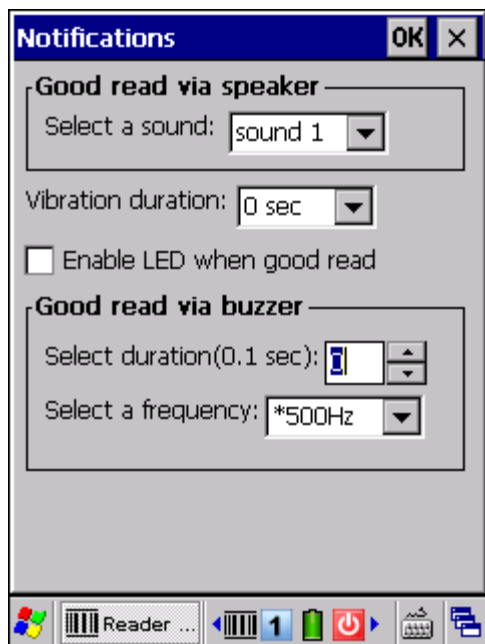 Notifications OK
Good read via speaker
Select a sound: sound 1
Vibration duration: 0 sec
Enable LED when good read
Good read via buzzer
Select duration(0.1 sec):
Select a frequency: *500Hz
Reader ... 1